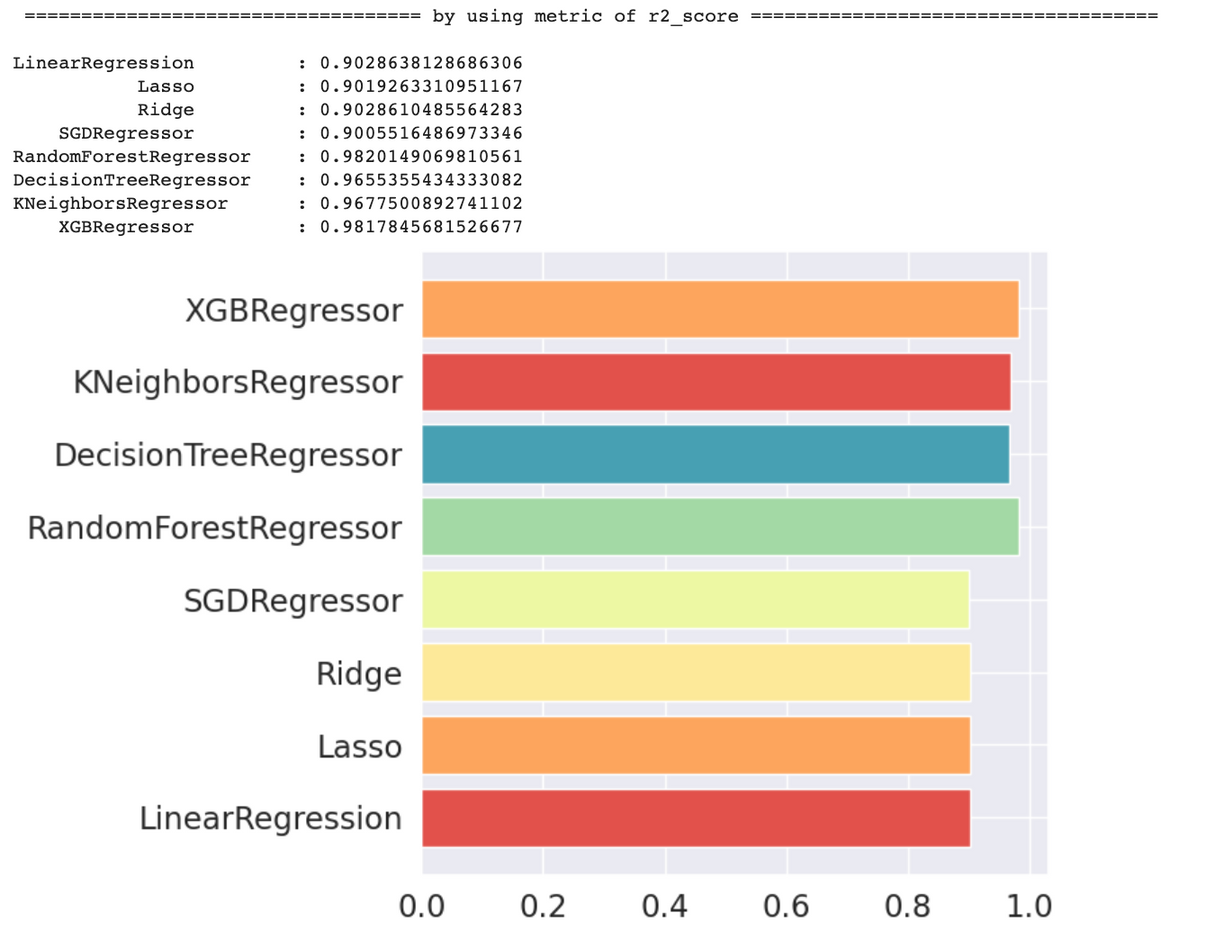 =================================== by using metric of r2_score ====================================
LinearRegression : 0.9028638128686306
Lasso : 0.9019263310951167
Ridge : 0.9028610485564283
SGDRegressor : 0.9005516486973346
RandomForestRegressor : 0.9820149069810561
DecisionTreeRegressor : 0.9655355434333082
KNeighborsRegressor : 0.9677500892741102
XGBRegressor : 0.9817845681526677
XGBRegressor
KNeighborsRegressor
DecisionTreeRegressor
RandomForestRegressor
SGDRegressor
Ridge
Lasso
LinearRegression
0.0 0.2 0.4 0.6 0.8 1.0